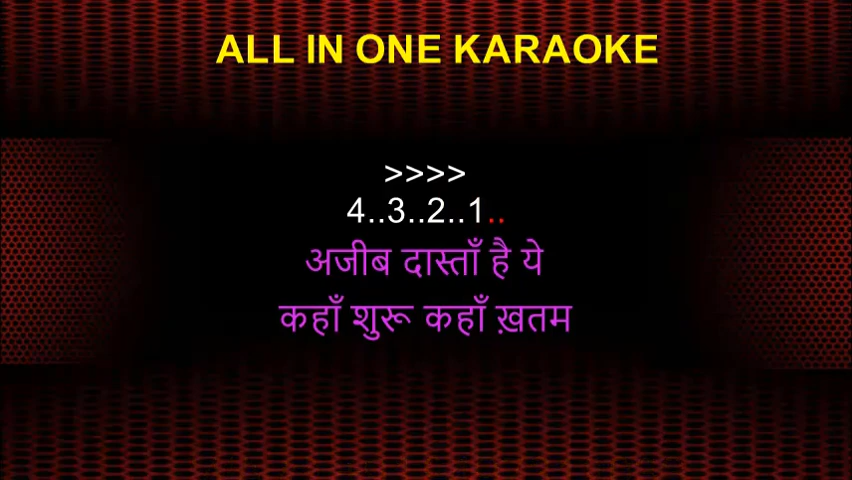 ALL IN ONE KARAOKE
>>>>
4..3..2..1..
अजीब दास्ताँ है ये
कहाँ शुरू कहाँ ख़तम